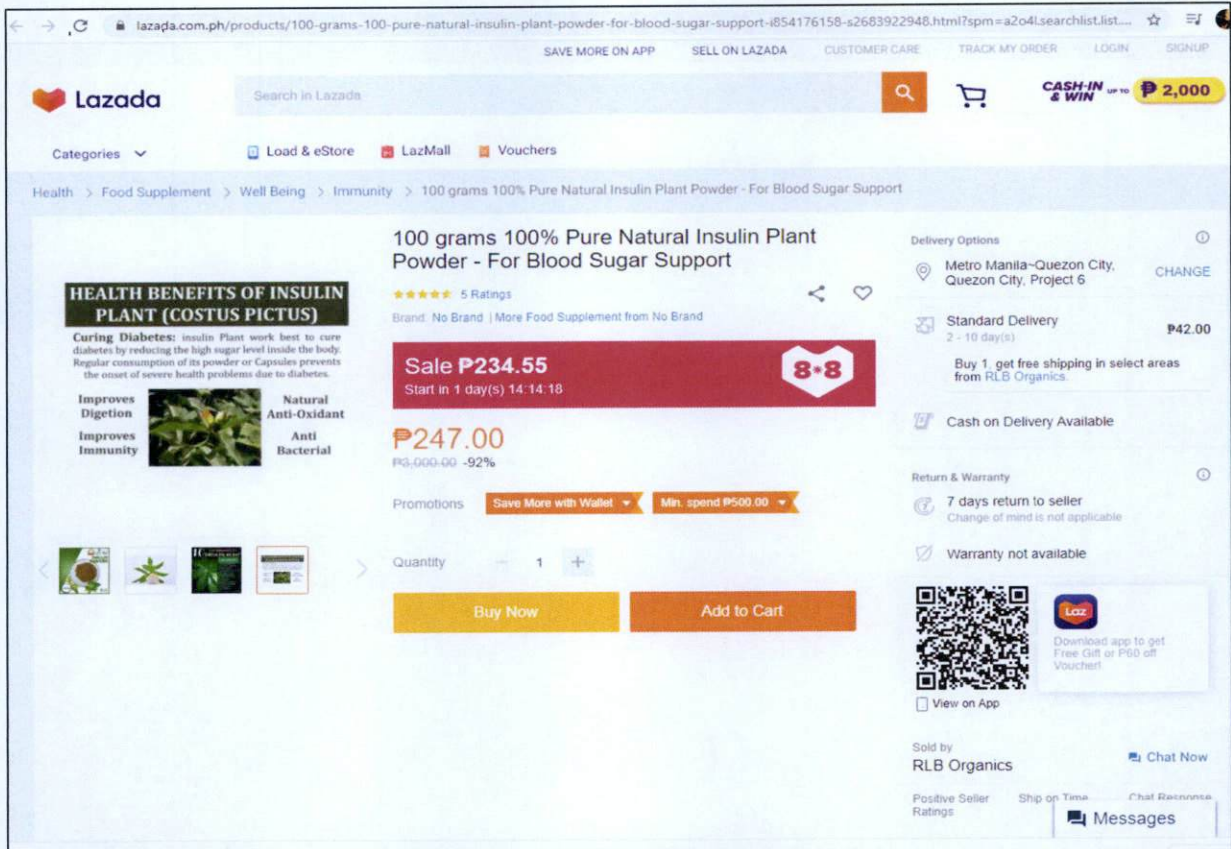 lazada.com.ph/products/100-grams-100-pure-natural-insulin-plant-powder-for-blood-sugar-support-i854176158-s2683922948.html?spm=a2o4l.searchlist.list....
SAVE MORE ON APP SELL ON LAZADA CUSTOMER CARE TRACK MY ORDER LOGIN SIGNUP
Lazada
Search in Lazada
CASH-IN & WIN UP TO ₱ 2,000
Categories
Load & eStore LazMall Vouchers
Health > Food Supplement > Well Being > Immunity > 100 grams 100% Pure Natural Insulin Plant Powder - For Blood Sugar Support
HEALTH BENEFITS OF INSULIN
PLANT (COSTUS PICTUS)
Curing Diabetes: insulin Plant work best to cure
diabetes by reducing the high sugar level inside the body.
Regular consumption of its powder or Capsules prevents
the onset of severe health problems due to diabetes.
Improves
Digetion
Natural
Anti-Oxidant
Improves
Immunity
Anti
Bacterial
100 grams 100% Pure Natural Insulin Plant
Powder - For Blood Sugar Support
5 Ratings
Brand: No Brand | More Food Supplement from No Brand
Sale ₱234.55
Start in 1 day(s) 14:14:18
8•8
₱247.00
₱3,000.00 -92%
Promotions Save More with Wallet Min. spend ₱500.00
Quantity − 1 +
Buy Now Add to Cart
Delivery Options
Metro Manila~Quezon City,
Quezon City, Project 6
CHANGE
Standard Delivery
2 - 10 day(s)
₱42.00
Buy 1, get free shipping in select areas
from RLB Organics.
Cash on Delivery Available
Return & Warranty
7 days return to seller
Change of mind is not applicable
Warranty not available
Laz
Download app to get
Free Gift or P60 off
Voucher!
View on App
Sold by
RLB Organics
Chat Now
Positive Seller
Ratings
Ship on Time
Chat Response
Messages